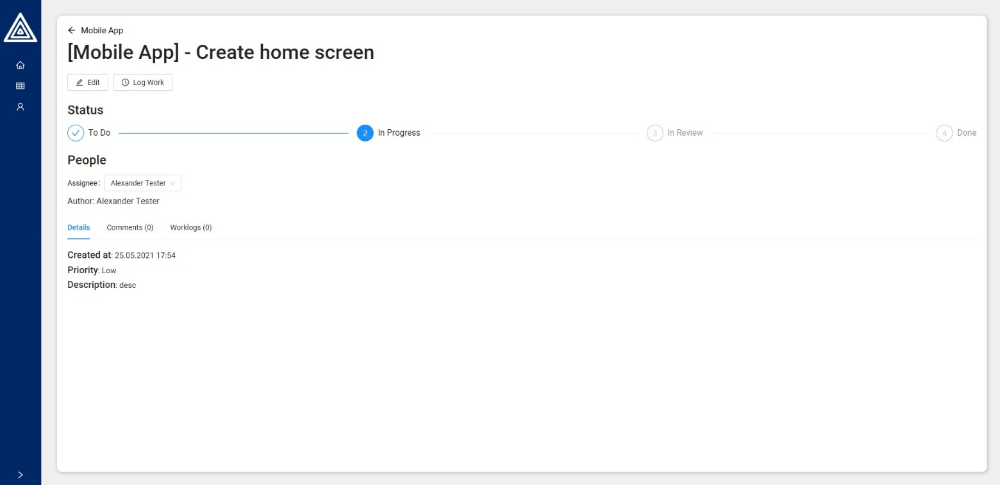 Mobile App
[Mobile App] - Create home screen
Edit Log Work
Status
To Do 2 In Progress 3 In Review 4 Done
People
Assignee: Alexander Tester
Author: Alexander Tester
Details Comments (0) Worklogs (0)
Created at: 25.05.2021 17:54
Priority: Low
Description: desc